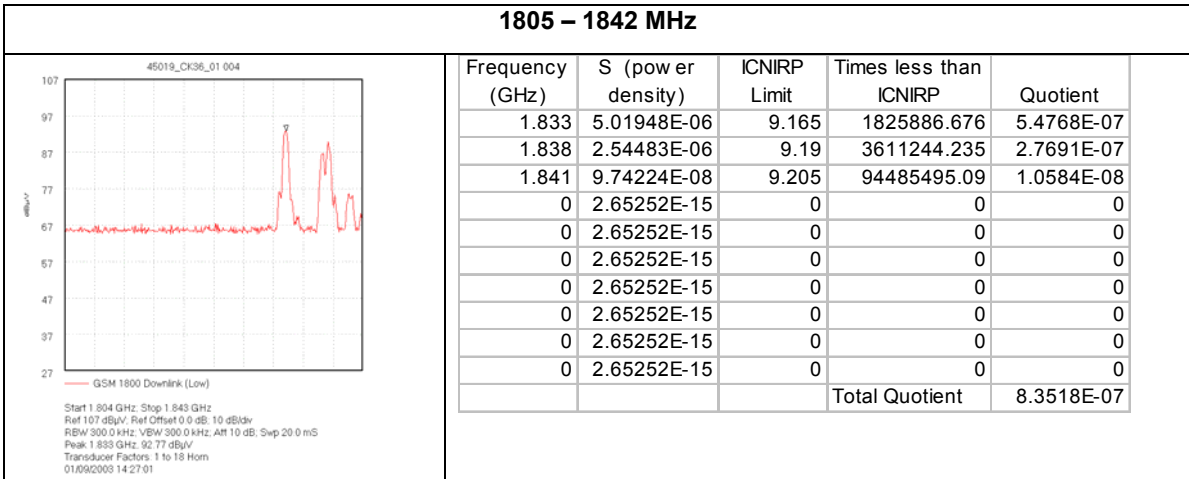 1805 – 1842 MHz
45019_CK36_01 004
107
97
87
77
67
57
47
37
27
dBµV
GSM 1800 Downlink (Low)
Start 1.804 GHz; Stop 1.843 GHz
Ref 107 dBµV; Ref Offset 0.0 dB; 10 dB/div
RBW 300.0 kHz; VBW 300.0 kHz; Att 10 dB; Swp 20.0 mS
Peak 1.833 GHz, 92.77 dBµV
Transducer Factors: 1 to 18 Horn
01/09/2003 14:27:01
Frequency (GHz) S (pow er density) ICNIRP Limit Times less than ICNIRP Quotient
1.833 5.01948E-06 9.165 1825886.676 5.4768E-07
1.838 2.54483E-06 9.19 3611244.235 2.7691E-07
1.841 9.74224E-08 9.205 94485495.09 1.0584E-08
0 2.65252E-15 0 0 0
0 2.65252E-15 0 0 0
0 2.65252E-15 0 0 0
0 2.65252E-15 0 0 0
0 2.65252E-15 0 0 0
0 2.65252E-15 0 0 0
0 2.65252E-15 0 0 0
Total Quotient 8.3518E-07